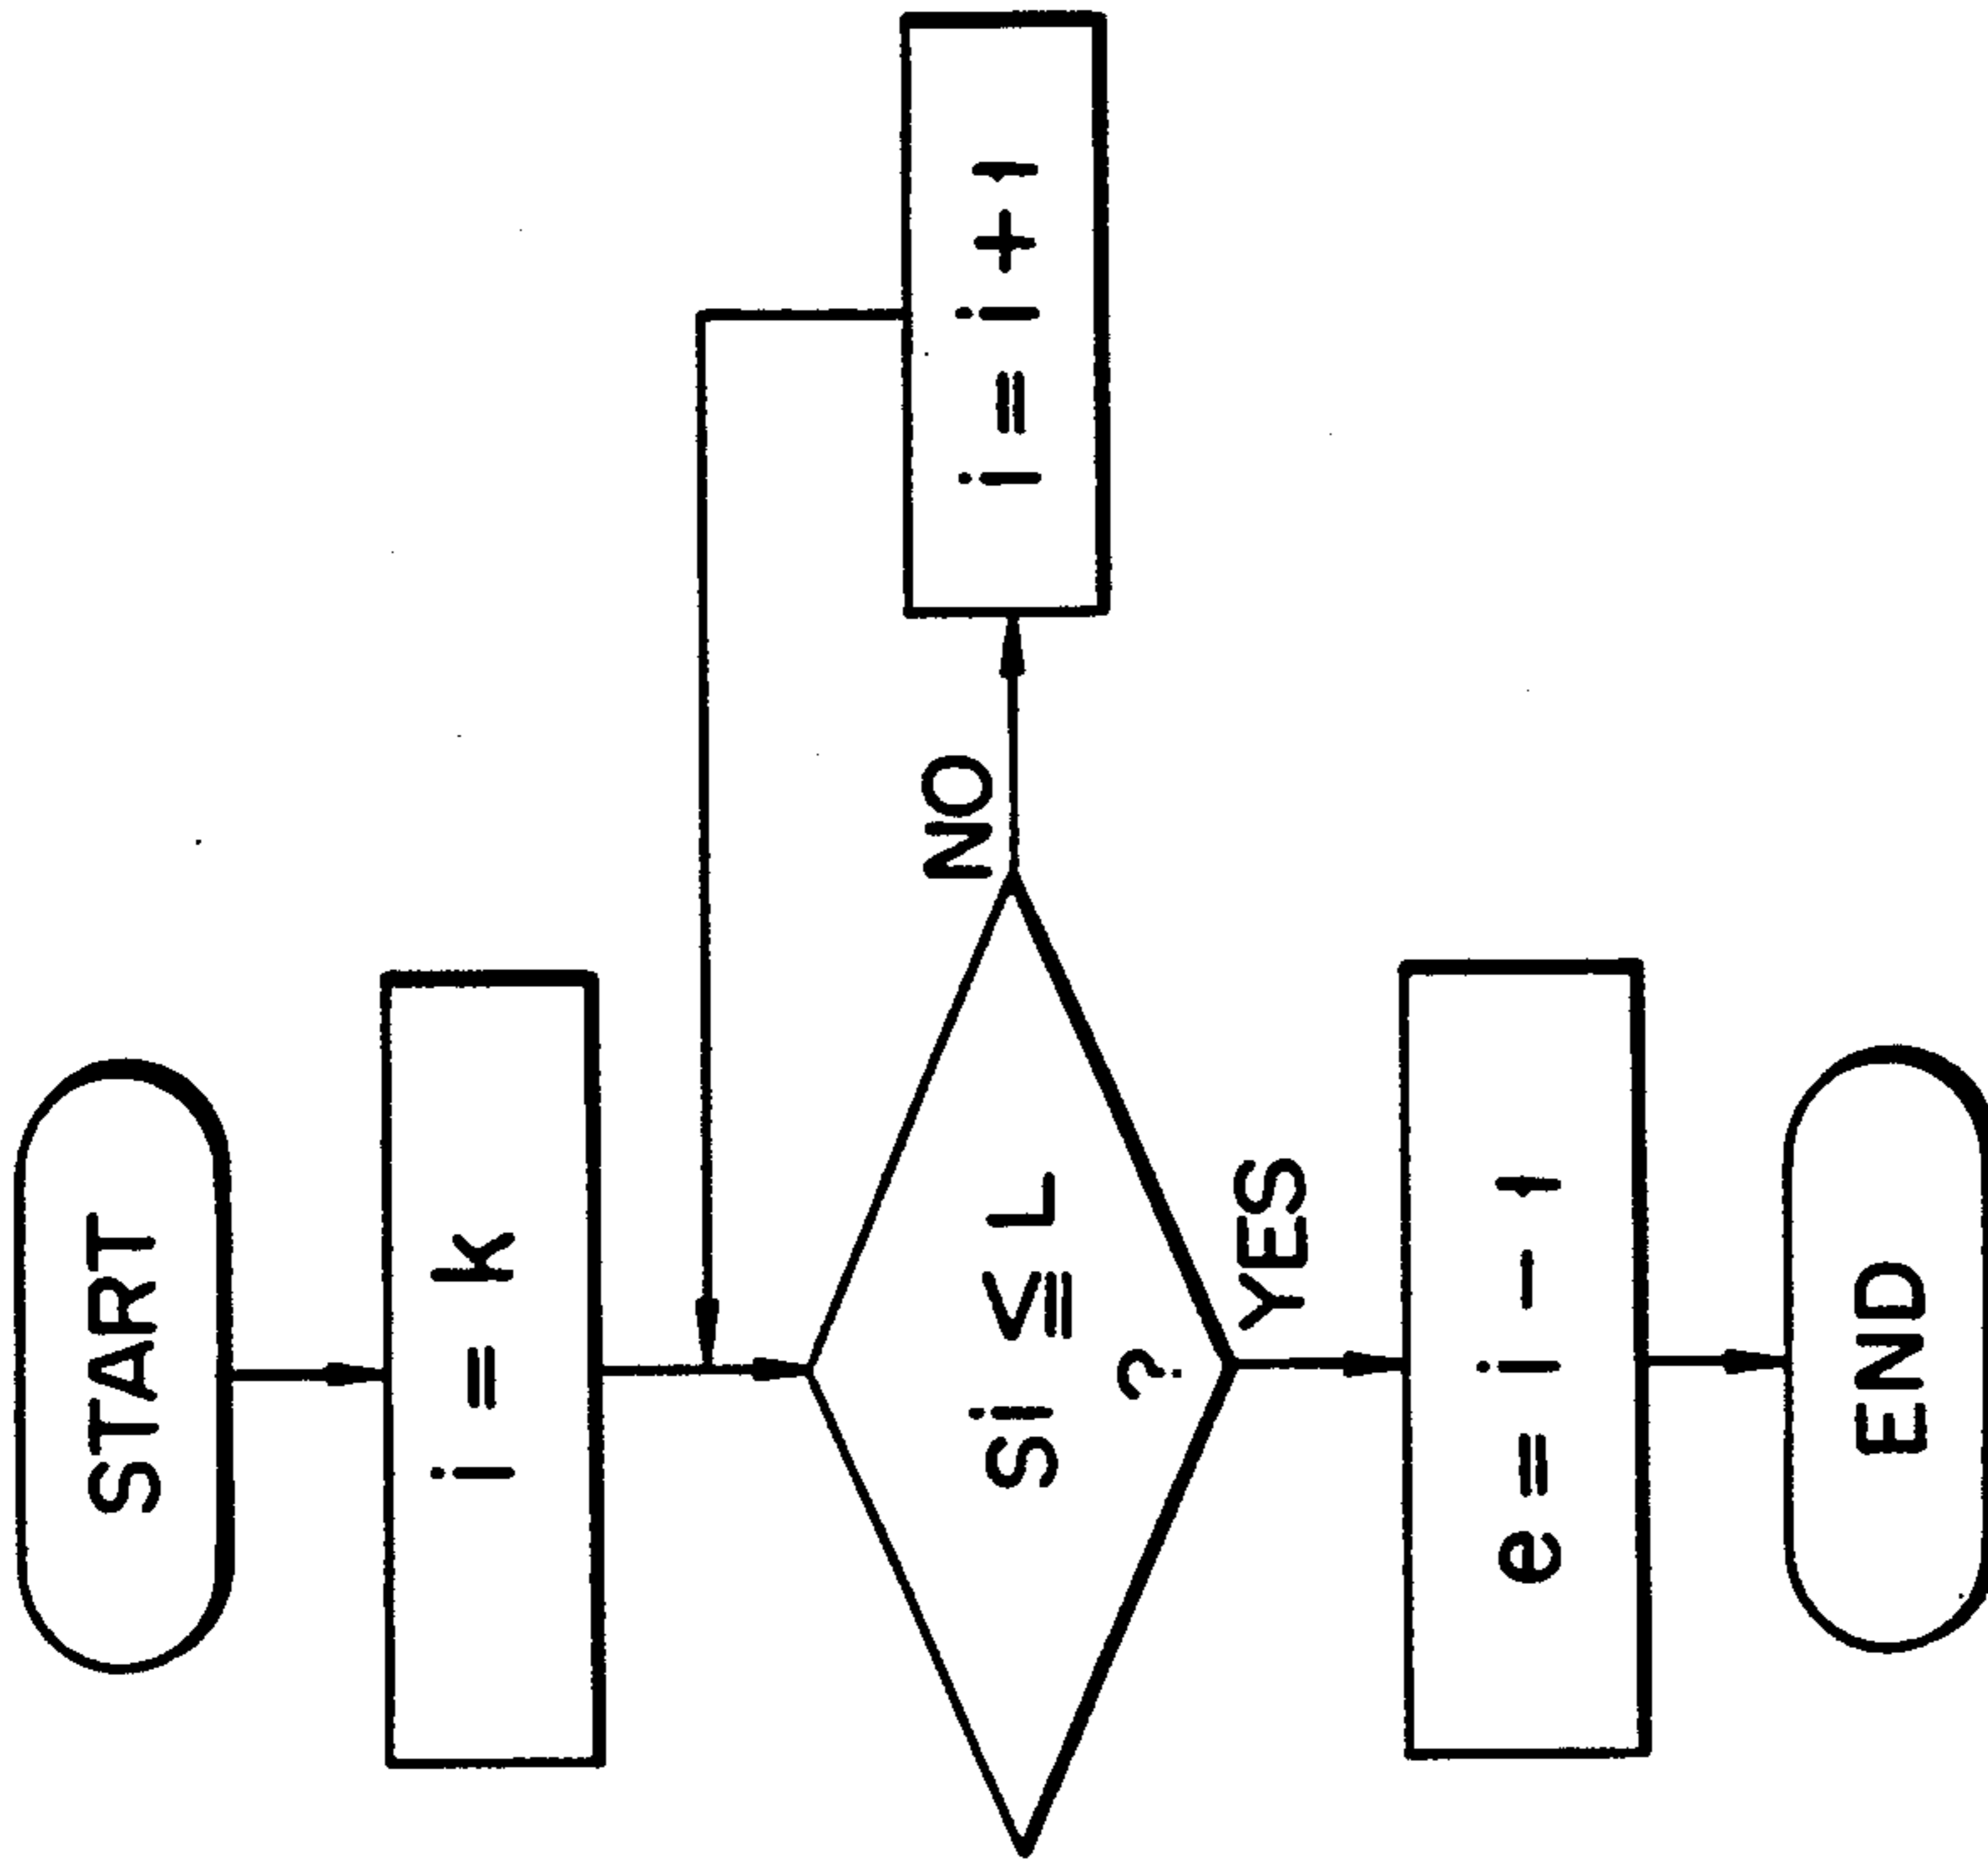 START
i = k
Si ≦ L
?
NO
i = i + 1
YES
e = i - 1
END